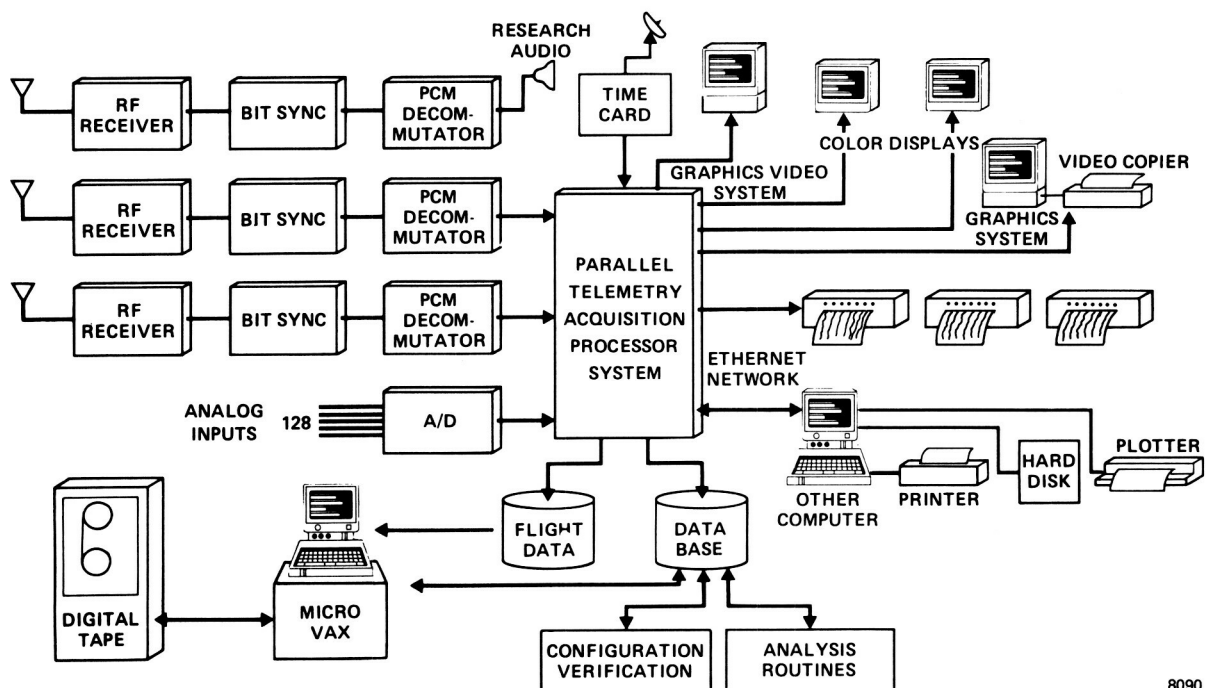 RESEARCH
AUDIO
RF
RECEIVER
BIT SYNC
PCM
DECOM-
MUTATOR
TIME
CARD
COLOR DISPLAYS
GRAPHICS VIDEO
SYSTEM
VIDEO COPIER
GRAPHICS
SYSTEM
RF
RECEIVER
BIT SYNC
PCM
DECOM-
MUTATOR
PARALLEL
TELEMETRY
ACQUISITION
PROCESSOR
SYSTEM
RF
RECEIVER
BIT SYNC
PCM
DECOM-
MUTATOR
ETHERNET
NETWORK
ANALOG
INPUTS
128
A/D
OTHER
COMPUTER
PRINTER
HARD
DISK
PLOTTER
FLIGHT
DATA
DATA
BASE
DIGITAL
TAPE
MICRO
VAX
CONFIGURATION
VERIFICATION
ANALYSIS
ROUTINES
8090